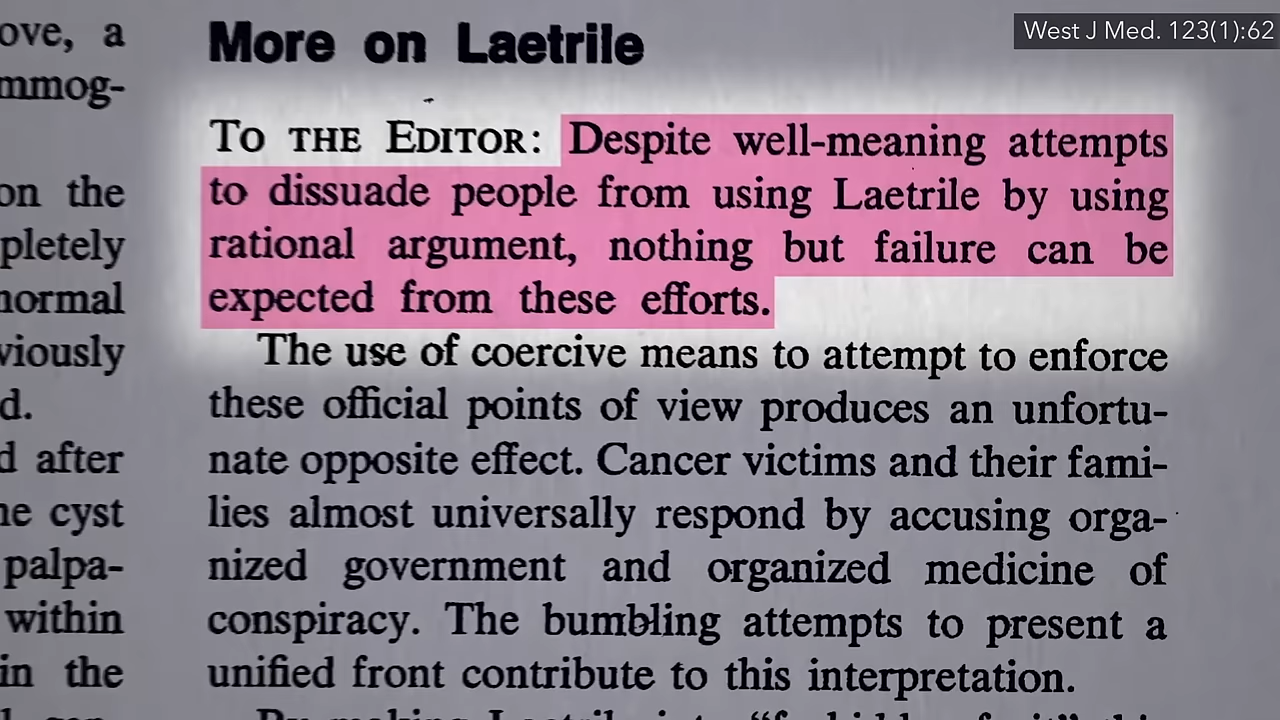 West J Med. 123(1):62
More on Laetrile
TO THE EDITOR: Despite well-meaning attempts
to dissuade people from using Laetrile by using
rational argument, nothing but failure can be
expected from these efforts.
The use of coercive means to attempt to enforce
these official points of view produces an unfortu-
nate opposite effect. Cancer victims and their fami-
lies almost universally respond by accusing orga-
nized government and organized medicine of
conspiracy. The bumbling attempts to present a
unified front contribute to this interpretation.
ove, a
mmog-
on the
pletely
normal
viously
d.
d after
ne cyst
palpa-
within
in the